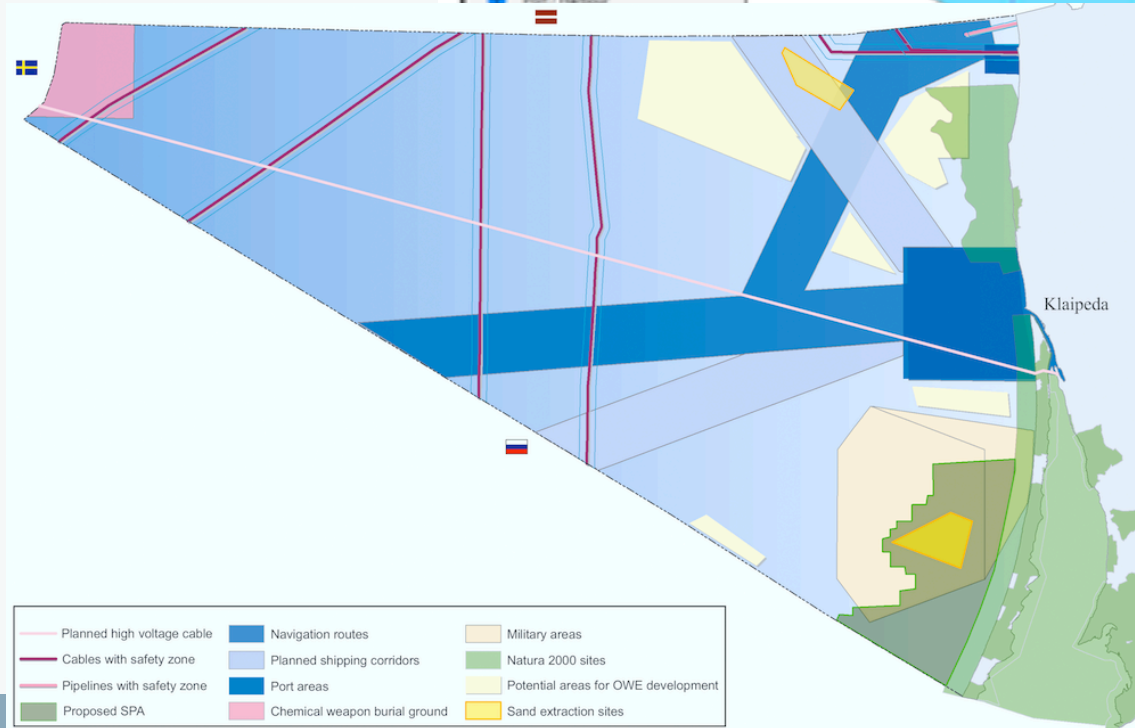 Klaipeda
Planned high voltage cable
Navigation routes
Military areas
Cables with safety zone
Planned shipping corridors
Natura 2000 sites
Pipelines with safety zone
Port areas
Potential areas for OWE development
Proposed SPA
Chemical weapon burial ground
Sand extraction sites